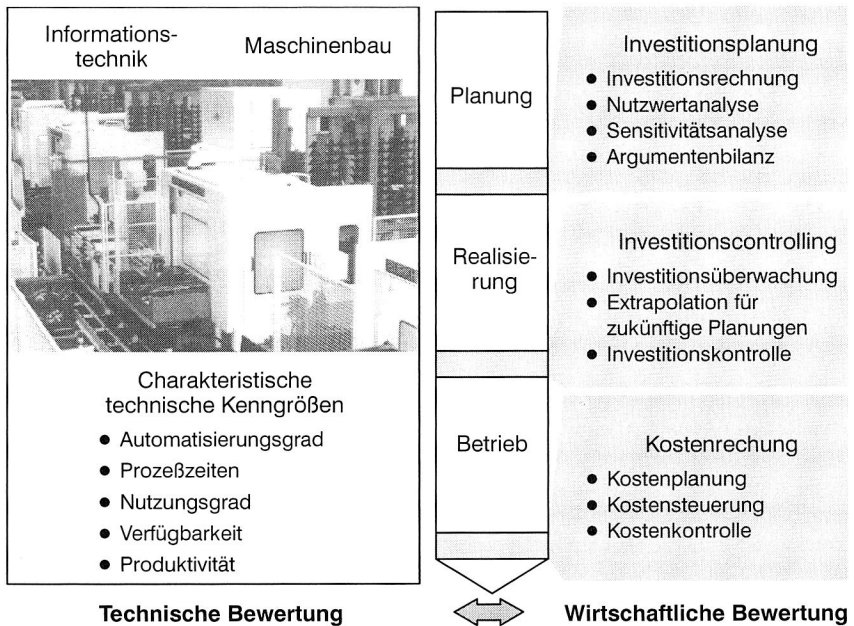 Informations-
technik
Maschinenbau
Charakteristische
technische Kenngrößen
● Automatisierungsgrad
● Prozeßzeiten
● Nutzungsgrad
● Verfügbarkeit
● Produktivität
Technische Bewertung
Planung
Realisie-
rung
Betrieb
Investitionsplanung
● Investitionsrechnung
● Nutzwertanalyse
● Sensitivitätsanalyse
● Argumentenbilanz
Investitionscontrolling
● Investitionsüberwachung
● Extrapolation für
zukünftige Planungen
● Investitionskontrolle
Kostenrechung
● Kostenplanung
● Kostensteuerung
● Kostenkontrolle
Wirtschaftliche Bewertung